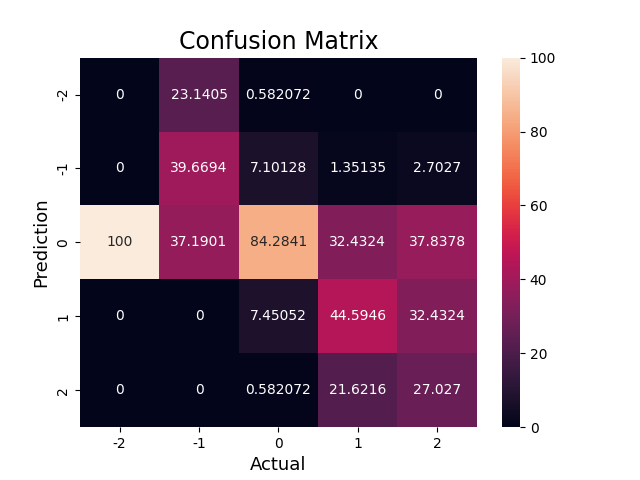 Confusion Matrix
Prediction
-2 0 23.1405 0.582072 0 0
-1 0 39.6694 7.10128 1.35135 2.7027
0 100 37.1901 84.2841 32.4324 37.8378
1 0 0 7.45052 44.5946 32.4324
2 0 0 0.582072 21.6216 27.027
-2 -1 0 1 2
Actual
100
80
60
40
20
0